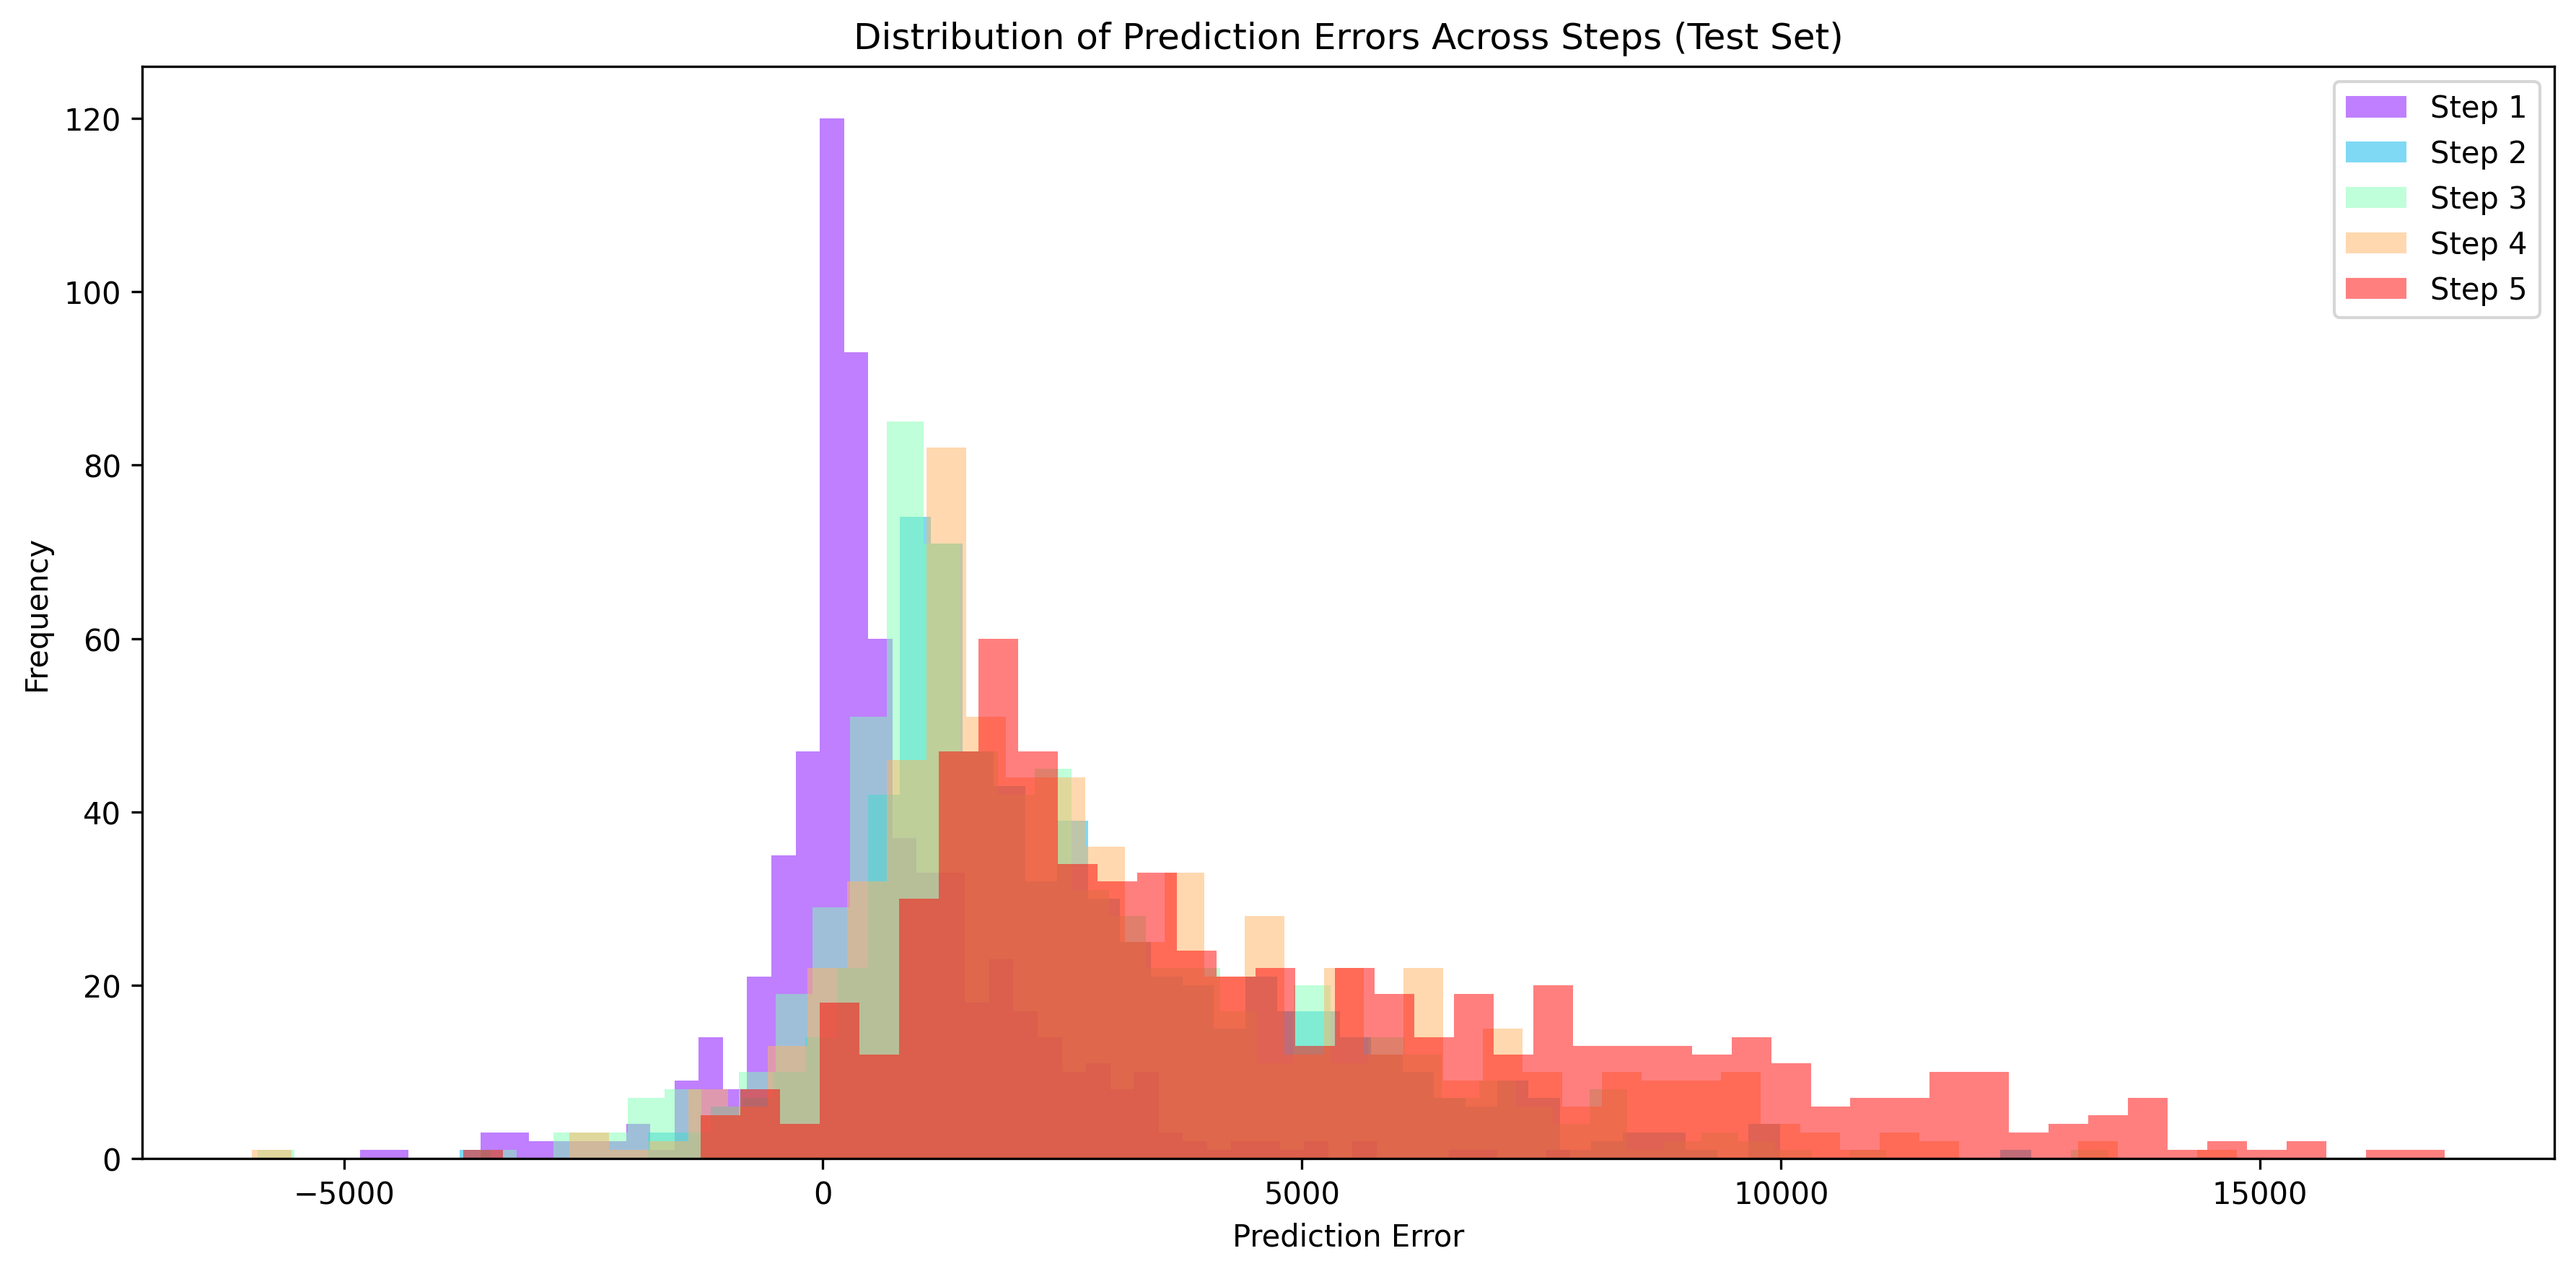 Distribution of Prediction Errors Across Steps (Test Set)
120
100
80
60
40
20
0
Frequency
−5000
0
5000
10000
15000
Prediction Error
Step 1
Step 2
Step 3
Step 4
Step 5